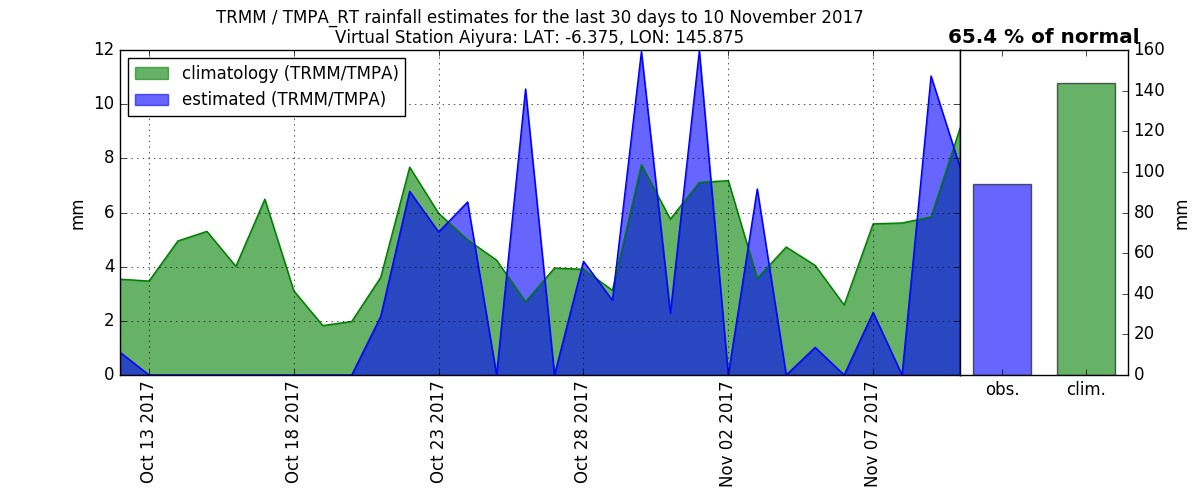 TRMM / TMPA_RT rainfall estimates for the last 30 days to 10 November 2017
Virtual Station Aiyura: LAT: -6.375, LON: 145.875
65.4 % of normal
climatology (TRMM/TMPA)
estimated (TRMM/TMPA)
12
10
8
6
4
2
0
mm
Oct 13 2017
Oct 18 2017
Oct 23 2017
Oct 28 2017
Nov 02 2017
Nov 07 2017
obs.
clim.
160
140
120
100
80
60
40
20
0
mm